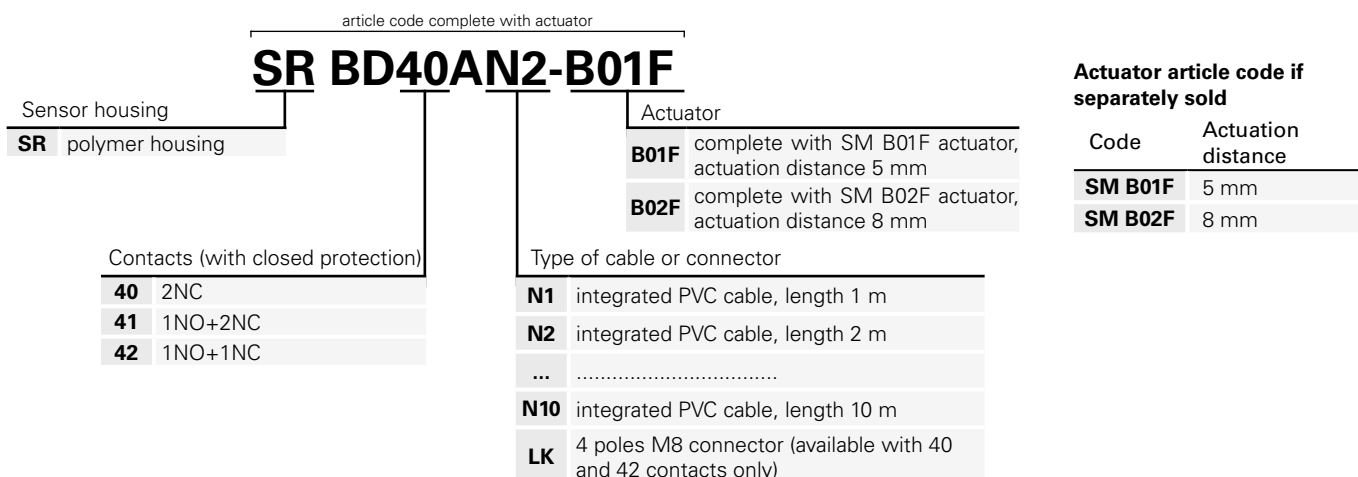 article code complete with actuator
SR BD40AN2-B01F
Sensor housing
SR polymer housing
Actuator
B01F complete with SM B01F actuator,
actuation distance 5 mm
B02F complete with SM B02F actuator,
actuation distance 8 mm
Contacts (with closed protection)
40 2NC
41 1NO+2NC
42 1NO+1NC
Type of cable or connector
N1 integrated PVC cable, length 1 m
N2 integrated PVC cable, length 2 m
... ..................................
N10 integrated PVC cable, length 10 m
LK 4 poles M8 connector (available with 40
and 42 contacts only)
Actuator article code if
separately sold
Code Actuation
distance
SM B01F 5 mm
SM B02F 8 mm